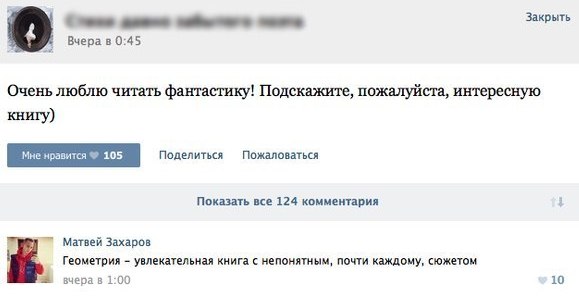 Закрыть
Вчера в 0:45
Очень люблю читать фантастику! Подскажите, пожалуйста, интересную
книгу)
Мне нравится 105 Поделиться Пожаловаться
Показать все 124 комментария
Матвей Захаров
Геометрия – увлекательная книга с непонятным, почти каждому, сюжетом
вчера в 1:00 10